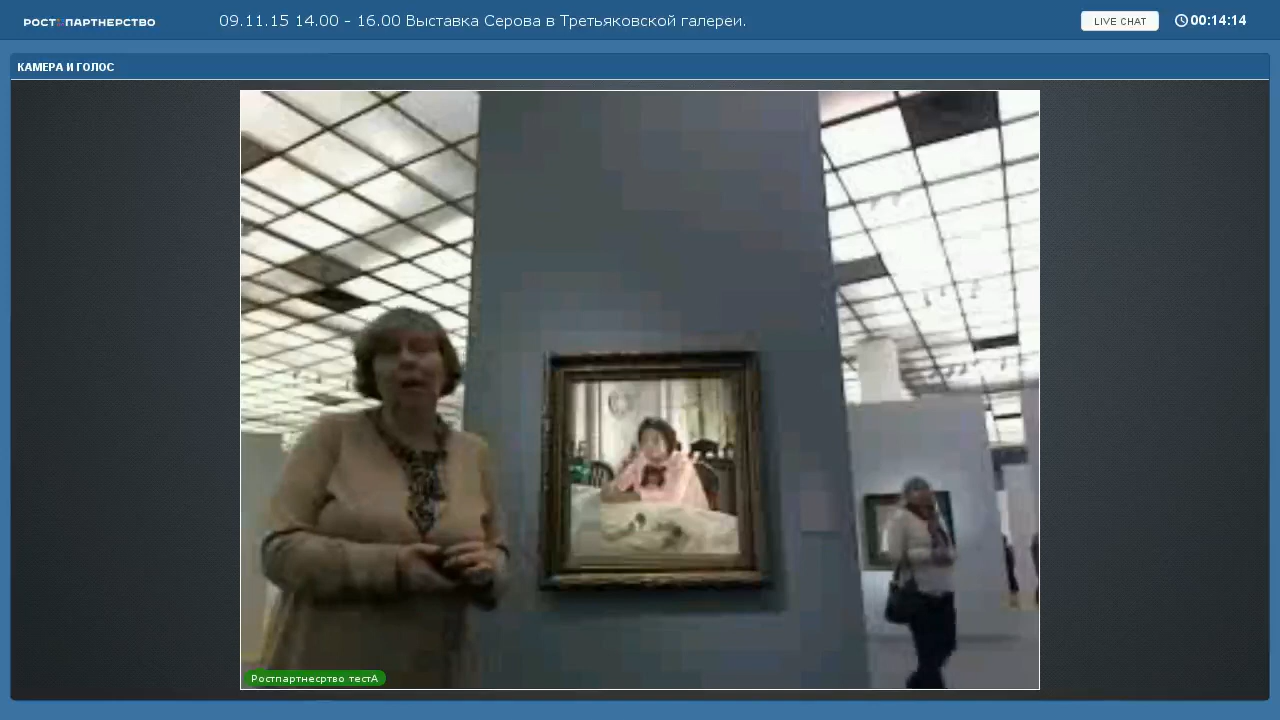 РОСТ ПАРТНЕРСТВО
09.11.15 14.00 - 16.00 Выставка Серова в Третьяковской галереи.
LIVE CHAT
00:14:14
КАМЕРА И ГОЛОС
Ростпартнесртво тестА